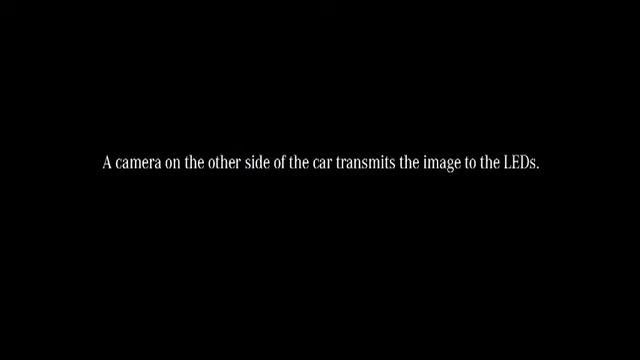 A camera on the other side of the car transmits the image to the LEDs.